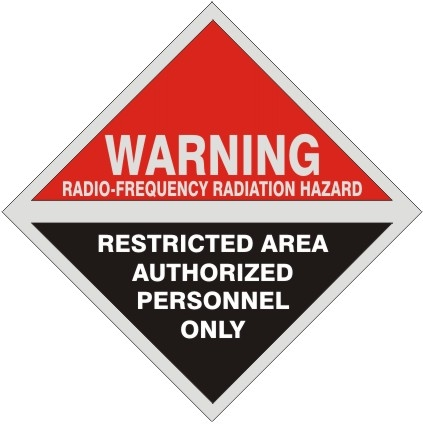 WARNING
RADIO-FREQUENCY RADIATION HAZARD
RESTRICTED AREA
AUTHORIZED
PERSONNEL
ONLY